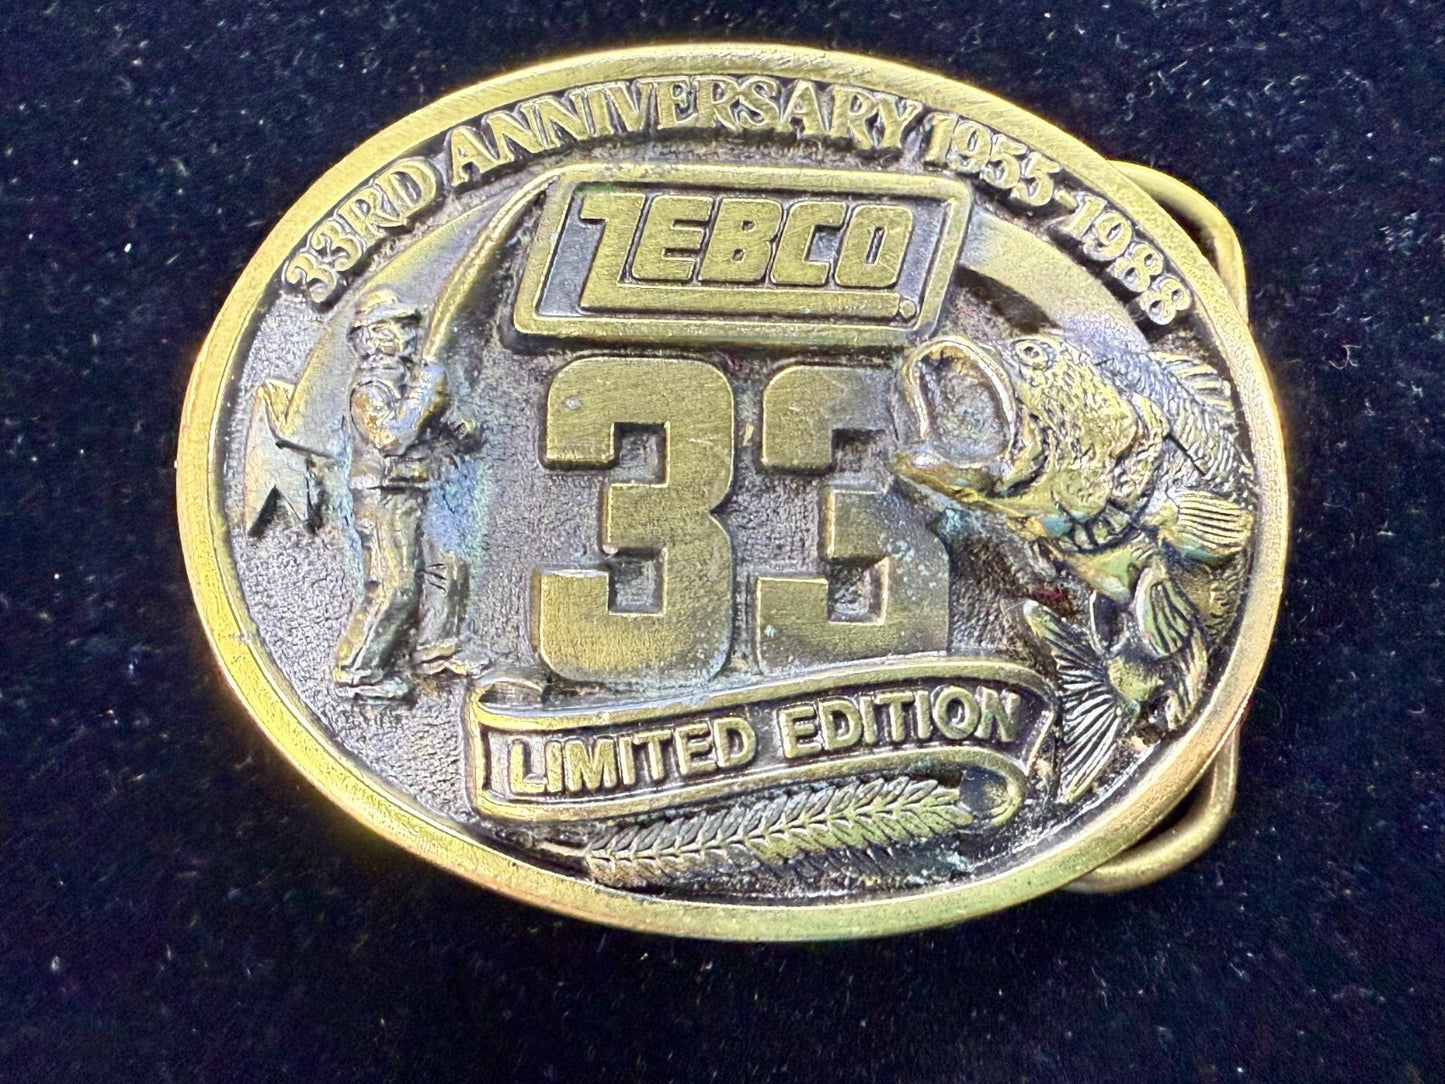 33RD ANNIVERSARY 1955-1988
ZEBCO
33
LIMITED EDITION